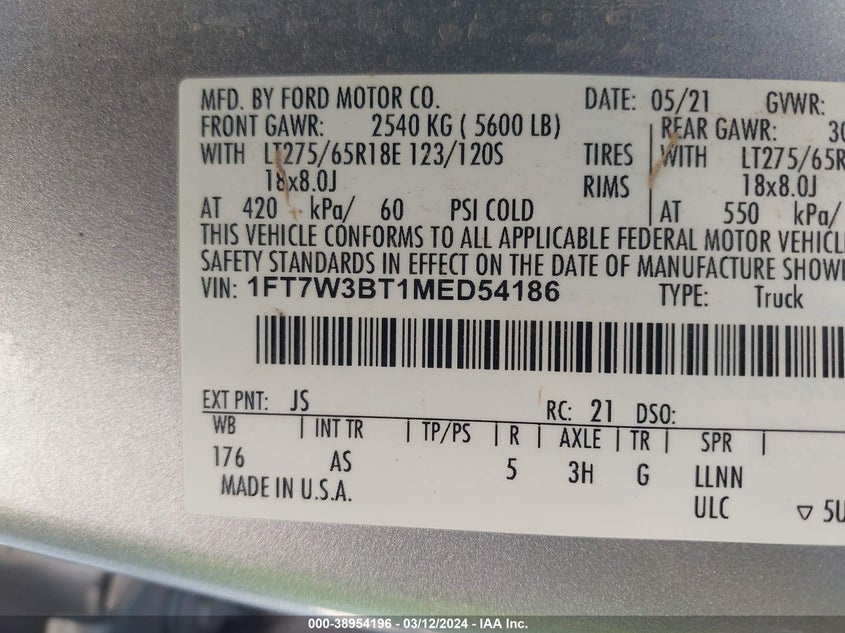 MFD. BY FORD MOTOR CO. DATE: 05/21 GVWR:
FRONT GAWR: 2540 KG ( 5600 LB) REAR GAWR: 30
WITH LT275/65R18E 123/120S TIRES WITH LT275/65R
18x8.0J RIMS 18x8.0J
AT 420 kPa/ 60 PSI COLD AT 550 kPa/
THIS VEHICLE CONFORMS TO ALL APPLICABLE FEDERAL MOTOR VEHICL
SAFETY STANDARDS IN EFFECT ON THE DATE OF MANUFACTURE SHOW
VIN: 1FT7W3BT1MED54186 TYPE: Truck
EXT PNT: JS RC: 21 DSO:
WB | INT TR | TP/PS | R | AXLE | TR | SPR |
176 AS 5 3H G LLNN
MADE IN U.S.A. ULC ▽ 5U
000-38954196 - 03/12/2024 - IAA Inc.